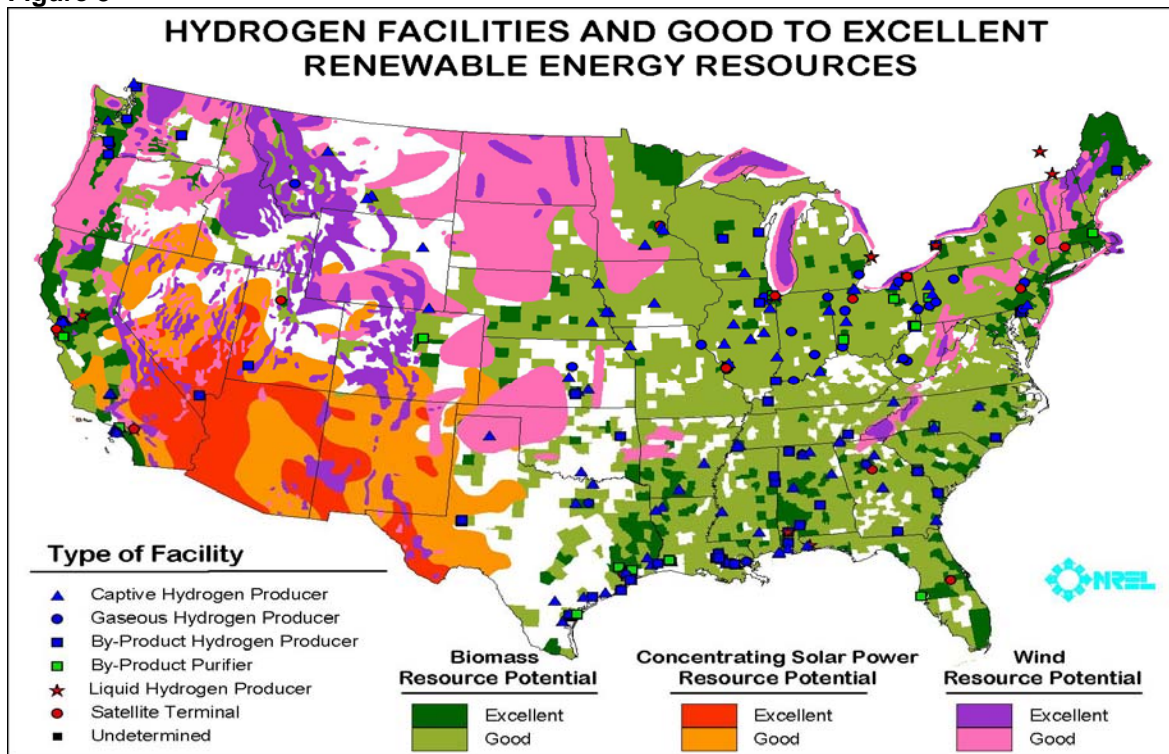 Figure 3
HYDROGEN FACILITIES AND GOOD TO EXCELLENT
RENEWABLE ENERGY RESOURCES
Type of Facility
Captive Hydrogen Producer
Gaseous Hydrogen Producer
By-Product Hydrogen Producer
By-Product Purifier
Liquid Hydrogen Producer
Satellite Terminal
Undetermined
Biomass
Resource Potential
Excellent
Good
Concentrating Solar Power
Resource Potential
Excellent
Good
Wind
Resource Potential
Excellent
Good
NREL